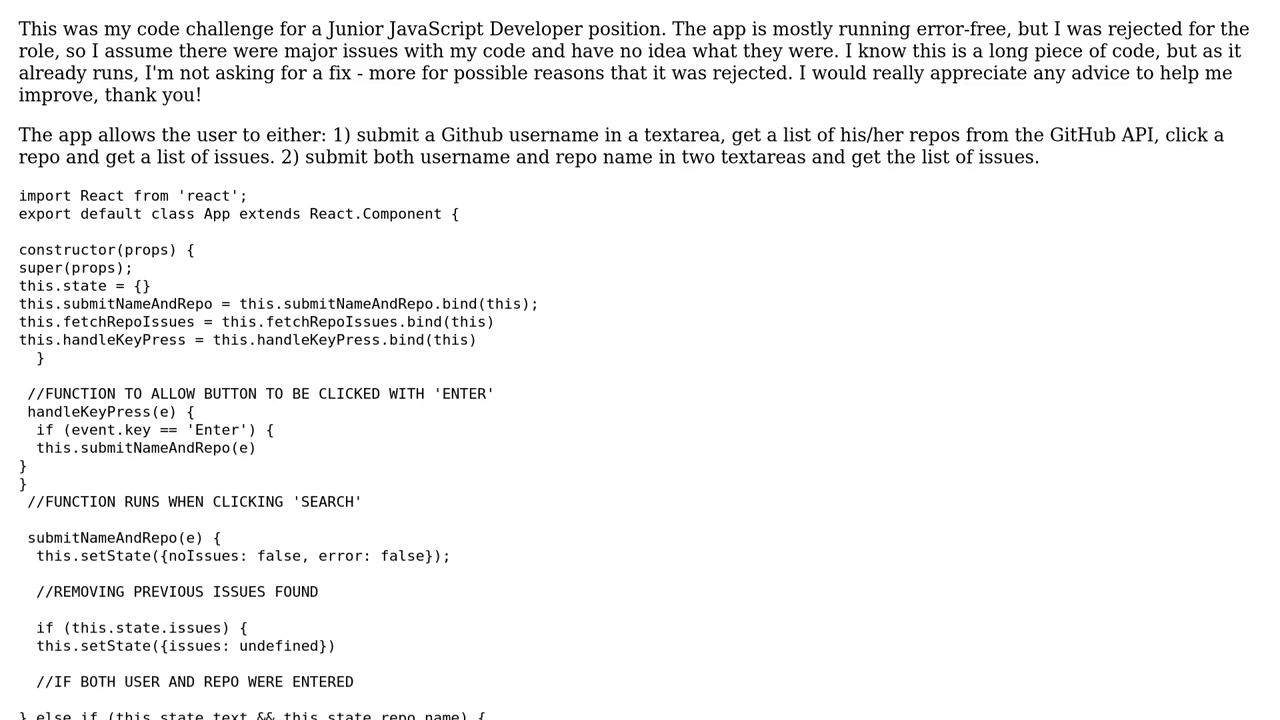 This was my code challenge for a Junior JavaScript Developer position. The app is mostly running error-free, but I was rejected for the
role, so I assume there were major issues with my code and have no idea what they were. I know this is a long piece of code, but as it
already runs, I'm not asking for a fix - more for possible reasons that it was rejected. I would really appreciate any advice to help me
improve, thank you!
The app allows the user to either: 1) submit a Github username in a textarea, get a list of his/her repos from the GitHub API, click a
repo and get a list of issues. 2) submit both username and repo name in two textareas and get the list of issues.
import React from 'react';
export default class App extends React.Component {
constructor(props) {
super(props);
this.state = {}
this.submitNameAndRepo = this.submitNameAndRepo.bind(this);
this.fetchRepoIssues = this.fetchRepoIssues.bind(this)
this.handleKeyPress = this.handleKeyPress.bind(this)
  }
 //FUNCTION TO ALLOW BUTTON TO BE CLICKED WITH 'ENTER'
 handleKeyPress(e) {
  if (event.key == 'Enter') {
  this.submitNameAndRepo(e)
}
}
 //FUNCTION RUNS WHEN CLICKING 'SEARCH'
 submitNameAndRepo(e) {
  this.setState({noIssues: false, error: false});
  //REMOVING PREVIOUS ISSUES FOUND
  if (this.state.issues) {
  this.setState({issues: undefined})
  //IF BOTH USER AND REPO WERE ENTERED
} else if (this.state.text && this.state.repo_name) {